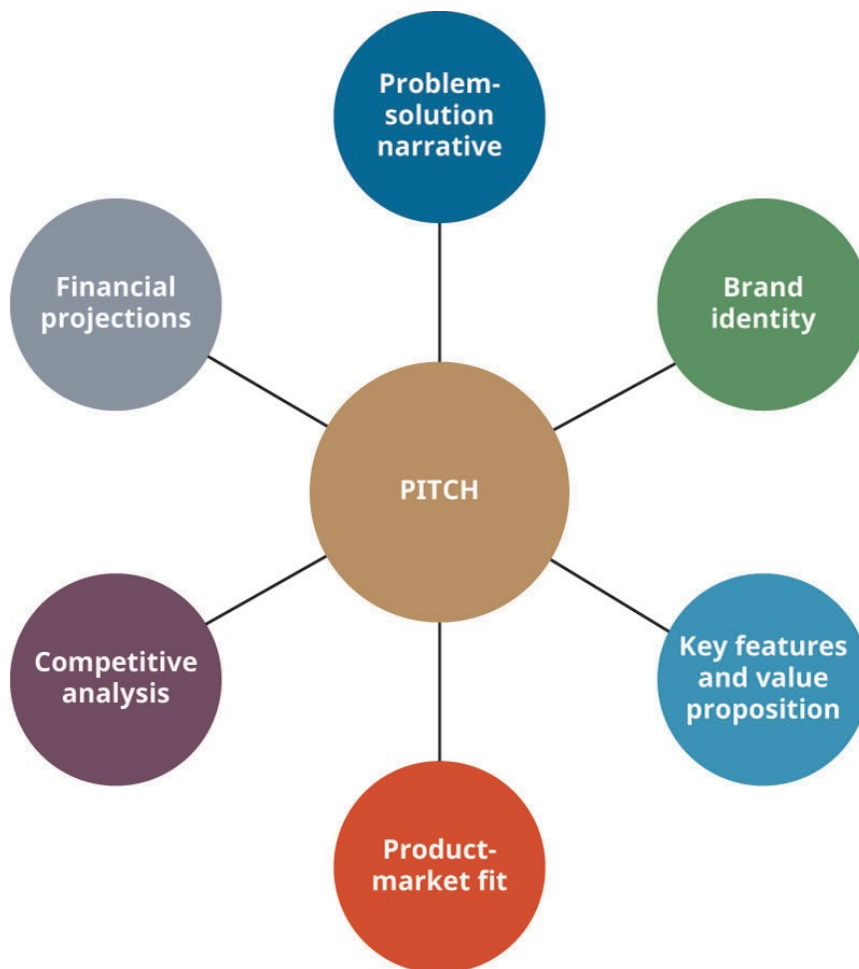 Problem-
solution
narrative
Financial
projections
Brand
identity
PITCH
Competitive
analysis
Key features
and value
proposition
Product-
market fit